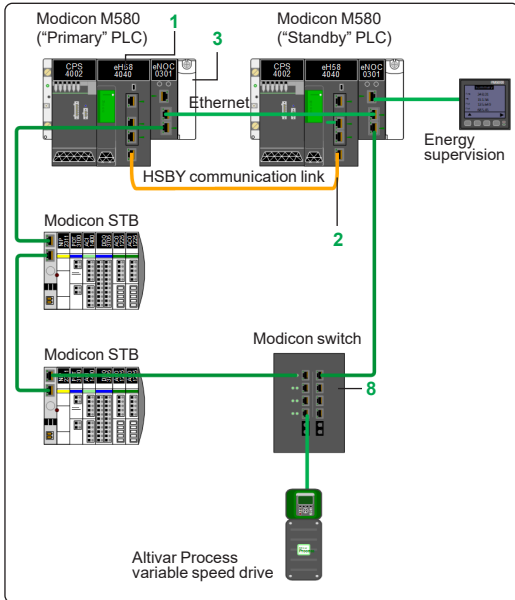 Modicon M580
("Primary" PLC)
1
3
Modicon M580
("Standby" PLC)
CPS
4002
eH58
4040
eNOC
0301
CPS
4002
eH58
4040
eNOC
0301
Ethernet
Energy
supervision
HSBY communication link
2
Modicon STB
Modicon STB
Modicon switch
8
Altivar Process
variable speed drive